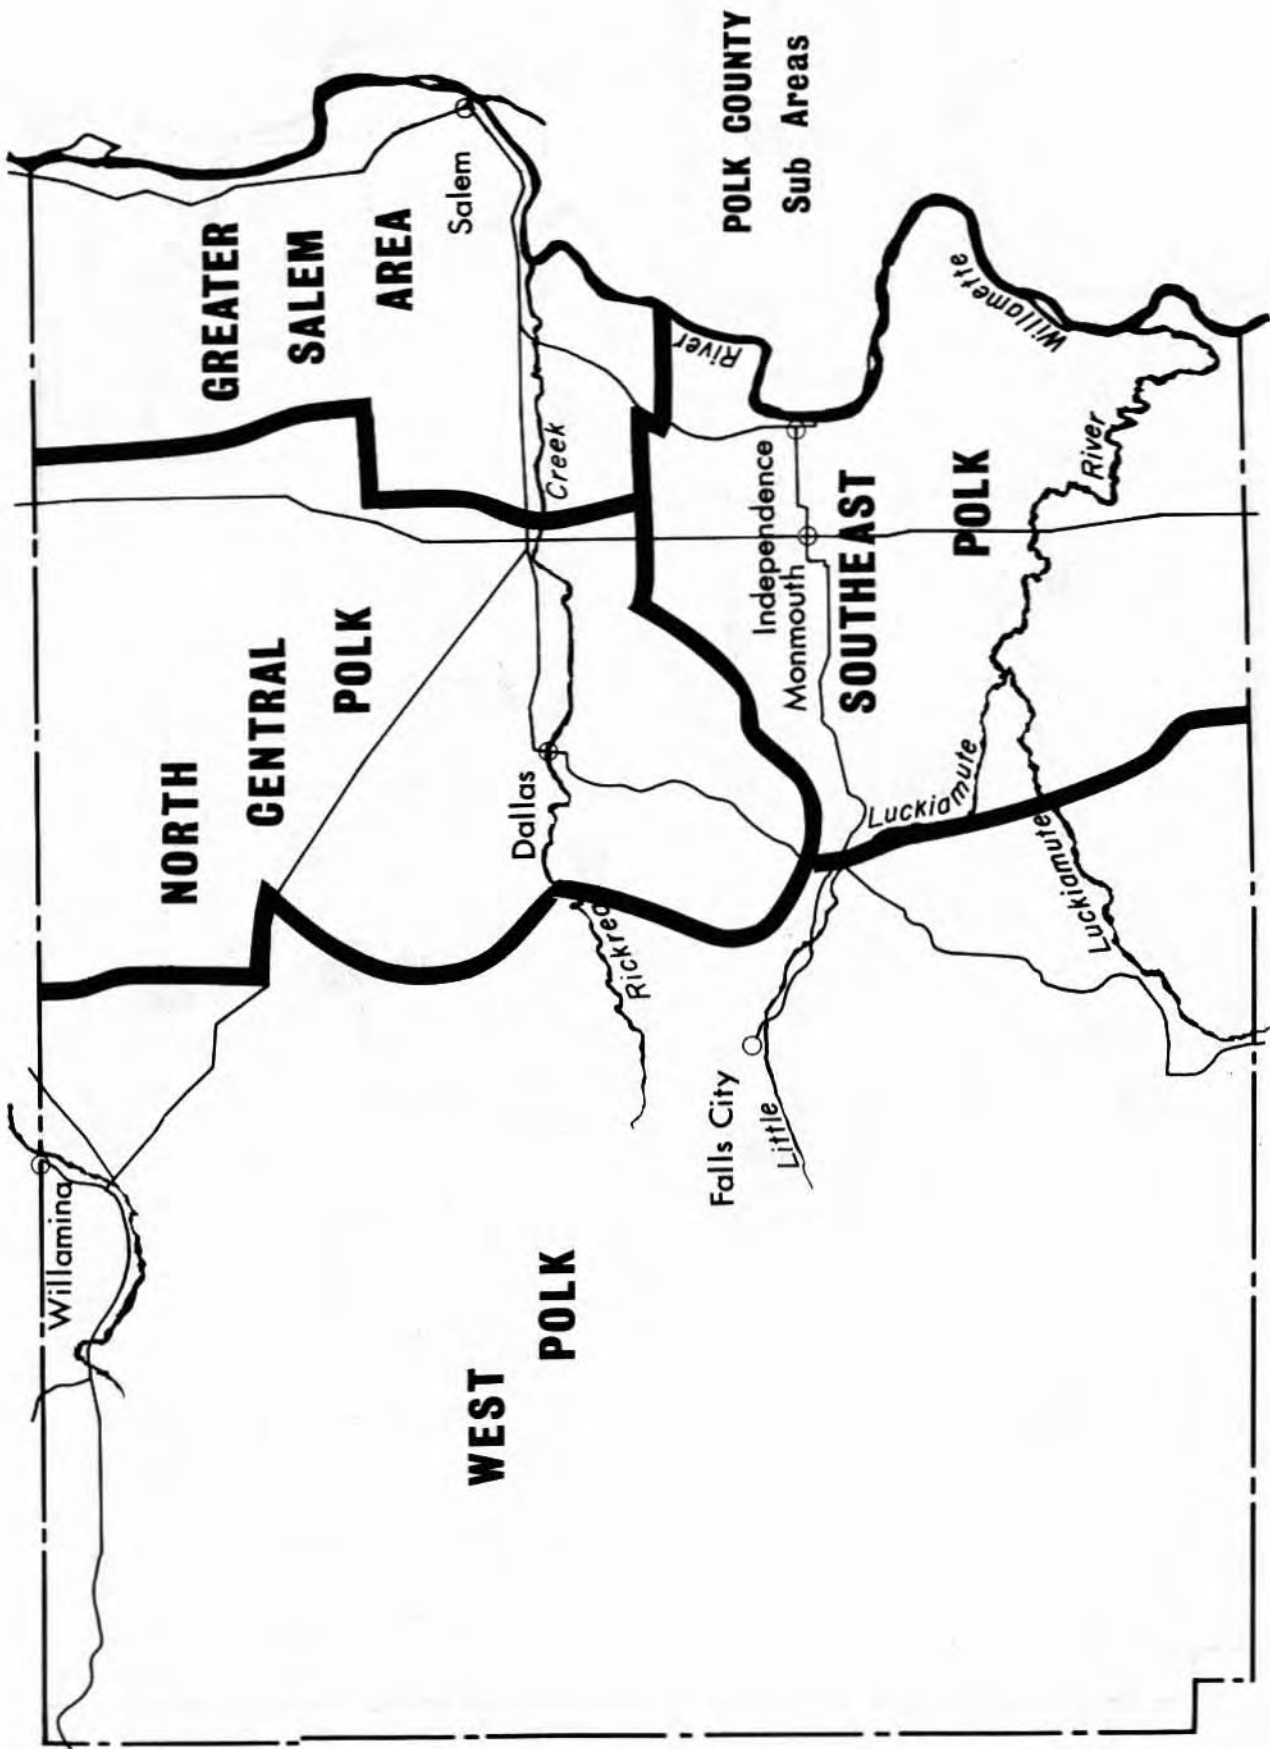 POLK COUNTY
Sub Areas
GREATER
SALEM
AREA
Salem
NORTH
CENTRAL
POLK
Dallas
Rickrea
Creek
Willamina
WEST
POLK
Falls City
Little
Luckiamute
Luckiamute
River
Independence
Monmouth
SOUTHEAST
POLK
Willamette
River